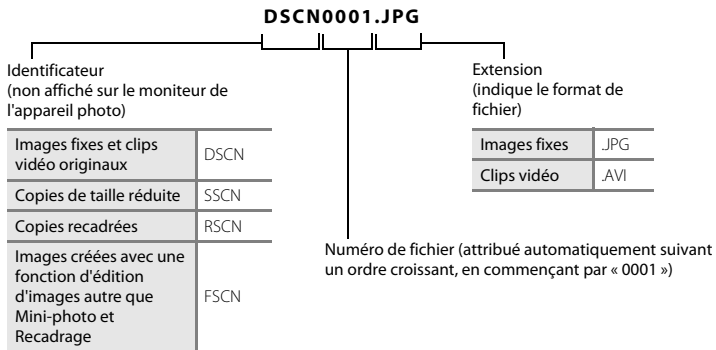 DSCN0001.JPG
Identificateur
(non affiché sur le moniteur de
l'appareil photo)
Images fixes et clips
vidéo originaux
DSCN
Copies de taille réduite
SSCN
Copies recadrées
RSCN
Images créées avec une
fonction d'édition
d'images autre que
Mini-photo et
Recadrage
FSCN
Extension
(indique le format de
fichier)
Images fixes
.JPG
Clips vidéo
.AVI
Numéro de fichier (attribué automatiquement suivant
un ordre croissant, en commençant par « 0001 »)